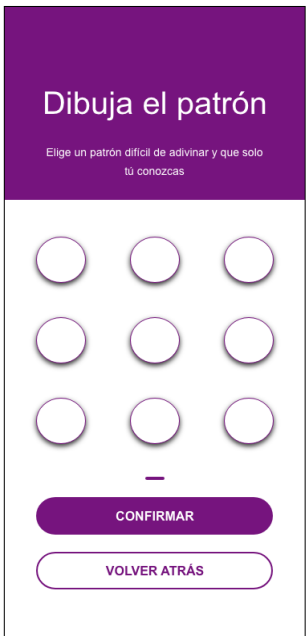 Dibuja el patrón
Elige un patrón difícil de adivinar y que solo
tú conozcas
CONFIRMAR
VOLVER ATRÁS